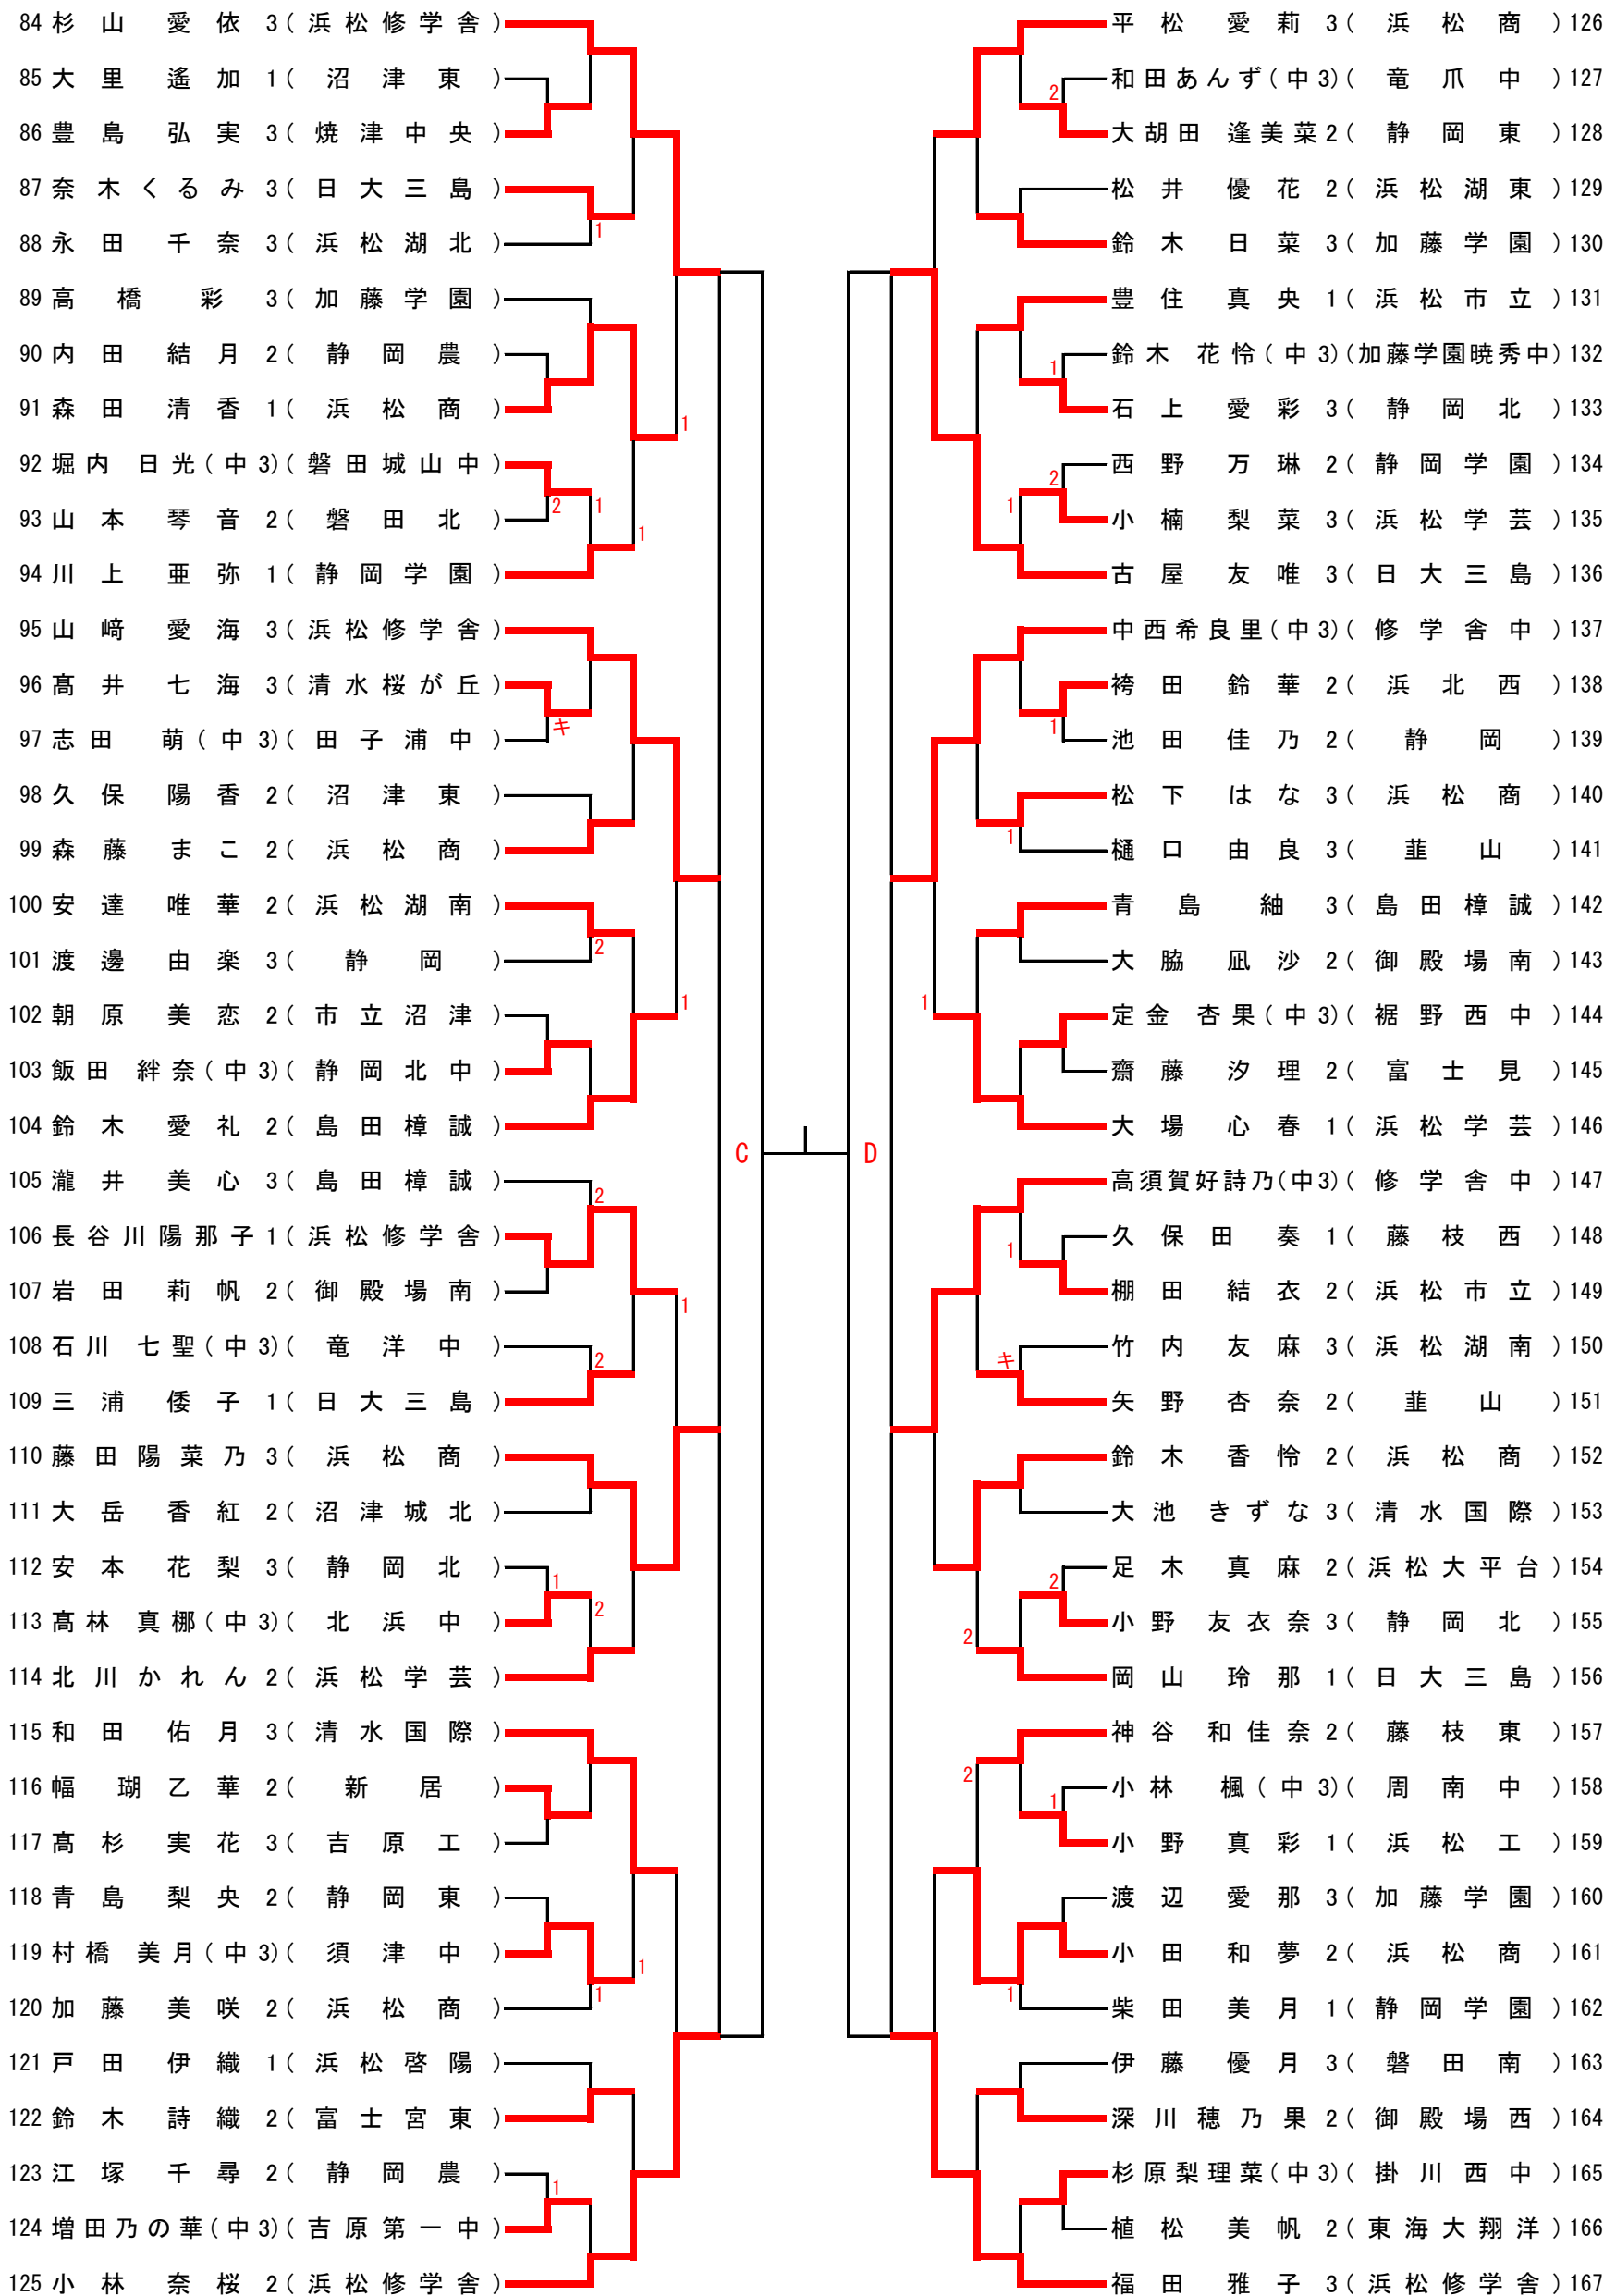 84 杉山 愛依 3(浜松修学舎)
85 大里 遙加 1(沼津東)
86 豊島 弘実 3(焼津中央)
87 奈木くるみ 3(日大三島)
1
88 永田 千奈 3(浜松湖北)
89 高橋 彩 3(加藤学園)
90 内田 結月 2(静岡農)
91 森田 清香 1(浜松商)
1
92 堀内 日光(中3)(磐田城山中)
2 1
93 山本 琴音 2(磐田北)
1
94 川上 亜弥 1(静岡学園)
95 山﨑 愛海 3(浜松修学舎)
96 髙井 七海 3(清水桜が丘)
キ
97 志田 萌(中3)(田子浦中)
98 久保 陽香 2(沼津東)
99 森藤 まこ 2(浜松商)
100 安達 唯華 2(浜松湖南)
2
101 渡邊 由楽 3(静岡)
1
102 朝原 美恋 2(市立沼津)
103 飯田 絆奈(中3)(静岡北中)
104 鈴木 愛礼 2(島田樟誠)
C
105 瀧井 美心 3(島田樟誠)
2
106 長谷川陽那子 1(浜松修学舎)
107 岩田 莉帆 2(御殿場南)
1
108 石川 七聖(中3)(竜洋中)
2
109 三浦 倭子 1(日大三島)
110 藤田陽菜乃 3(浜松商)
111 大岳 香紅 2(沼津城北)
112 安本 花梨 3(静岡北)
1
2
113 髙林 真梛(中3)(北浜中)
114 北川かれん 2(浜松学芸)
115 和田 佑月 3(清水国際)
116 幅 瑚乙華 2(新居)
117 髙杉 実花 3(吉原工)
118 青島 梨央 2(静岡東)
119 村橋 美月(中3)(須津中)
1
1
120 加藤 美咲 2(浜松商)
121 戸田 伊織 1(浜松啓陽)
122 鈴木 詩織 2(富士宮東)
123 江塚 千尋 2(静岡農)
1
124 増田乃の華(中3)(吉原第一中)
125 小林 奈桜 2(浜松修学舎)
平松 愛莉 3(浜松商)126
和田あんず(中3)(竜爪中)127
2
大胡田 逢美菜 2(静岡東)128
松井 優花 2(浜松湖東)129
鈴木 日菜 3(加藤学園)130
豊住 真央 1(浜松市立)131
鈴木 花怜(中3)(加藤学園暁秀中)132
1
石上 愛彩 3(静岡北)133
西野 万琳 2(静岡学園)134
2
1
小楠 梨菜 3(浜松学芸)135
古屋 友唯 3(日大三島)136
中西希良里(中3)(修学舎中)137
袴田 鈴華 2(浜北西)138
1
池田 佳乃 2(静岡)139
松下 はな 3(浜松商)140
1
樋口 由良 3(韮山)141
青島 紬 3(島田樟誠)142
大脇 凪沙 2(御殿場南)143
1
定金 杏果(中3)(裾野西中)144
齋藤 汐理 2(富士見)145
大場 心春 1(浜松学芸)146
D
高須賀好詩乃(中3)(修学舎中)147
久保田 奏 1(藤枝西)148
1
棚田 結衣 2(浜松市立)149
竹内 友麻 3(浜松湖南)150
キ
矢野 杏奈 2(韮山)151
鈴木 香怜 2(浜松商)152
大池 きずな 3(清水国際)153
足木 真麻 2(浜松大平台)154
2
小野 友衣奈 3(静岡北)155
2
岡山 玲那 1(日大三島)156
神谷 和佳奈 2(藤枝東)157
2
小林 楓(中3)(周南中)158
1
小野 真彩 1(浜松工)159
渡辺 愛那 3(加藤学園)160
小田 和夢 2(浜松商)161
1
柴田 美月 1(静岡学園)162
伊藤 優月 3(磐田南)163
深川穂乃果 2(御殿場西)164
杉原梨理菜(中3)(掛川西中)165
植松 美帆 2(東海大翔洋)166
福田 雅子 3(浜松修学舎)167